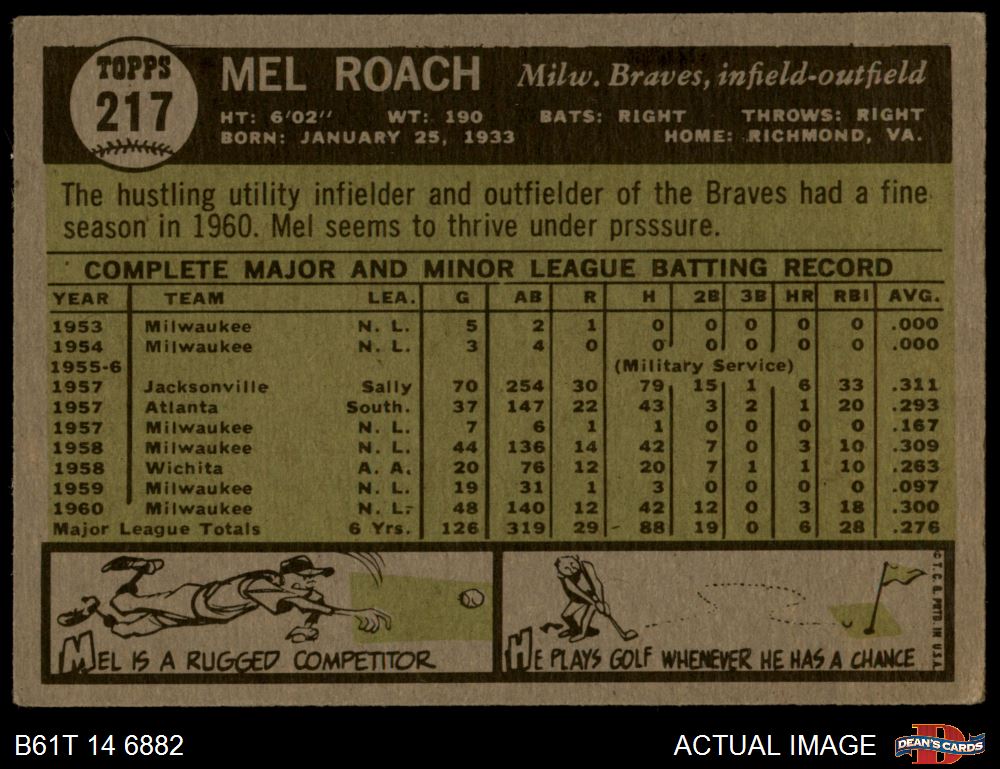 TOPPS
217
MEL ROACH Milw. Braves, infield-outfield
HT: 6'02" WT: 190 BATS: RIGHT THROWS: RIGHT
BORN: JANUARY 25, 1933 HOME: RICHMOND, VA.
The hustling utility infielder and outfielder of the Braves had a fine
season in 1960. Mel seems to thrive under prsssure.
COMPLETE MAJOR AND MINOR LEAGUE BATTING RECORD
YEAR TEAM LEA. G AB R H 2B 3B HR RBI AVG.
1953 Milwaukee N. L. 5 2 1 0 0 0 0 0 .000
1954 Milwaukee N. L. 3 4 0 0 0 0 0 0 .000
1955-6 (Military Service)
1957 Jacksonville Sally 70 254 30 79 15 1 6 33 .311
1957 Atlanta South. 37 147 22 43 3 2 1 20 .293
1957 Milwaukee N. L. 7 6 1 1 0 0 0 0 .167
1958 Milwaukee N. L. 44 136 14 42 7 0 3 10 .309
1958 Wichita A. A. 20 76 12 20 7 1 1 10 .263
1959 Milwaukee N. L. 19 31 1 3 0 0 0 0 .097
1960 Milwaukee N. L. 48 140 12 42 12 0 3 18 .300
Major League Totals 6 Yrs. 126 319 29 88 19 0 6 28 .276
MEL IS A RUGGED COMPETITOR
HE PLAYS GOLF WHENEVER HE HAS A CHANCE
© T. C. G. PRTD. IN U.S.A.
B61T 14 6882
ACTUAL IMAGE
D
DEAN'S CARDS